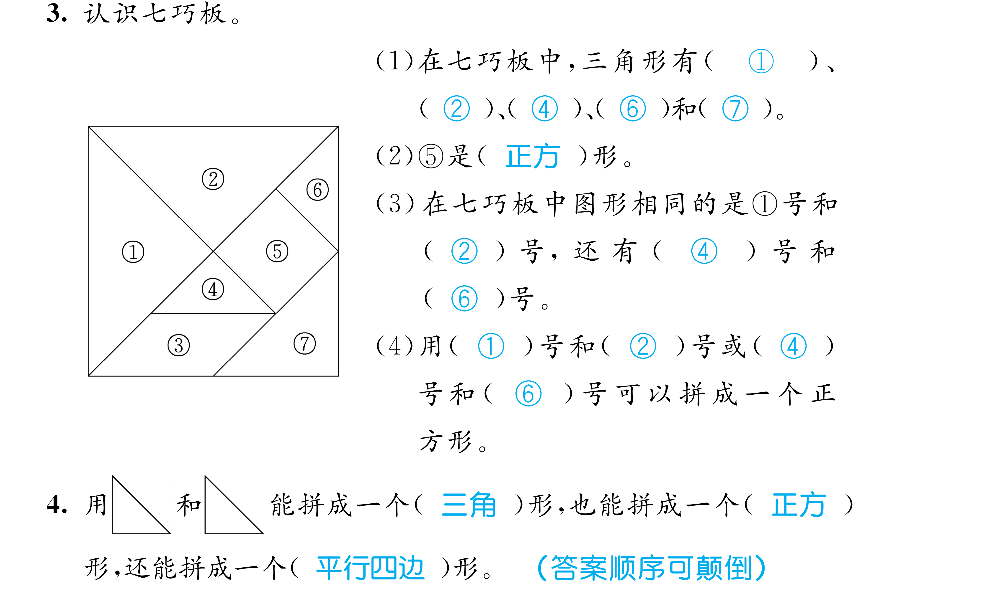 3. 认识七巧板。
(1)在七巧板中,三角形有( ① )、
( ② )、( ④ )、( ⑥ )和( ⑦ )。
(2)⑤是( 正方 )形。
(3)在七巧板中图形相同的是①号和
( ② )号,还有( ④ )号和
( ⑥ )号。
(4)用( ① )号和( ② )号或( ④ )
号和( ⑥ )号可以拼成一个正
方形。
②
⑥
①
⑤
④
③
⑦
4. 用 和 能拼成一个( 三角 )形,也能拼成一个( 正方 )
形,还能拼成一个( 平行四边 )形。 (答案顺序可颠倒)